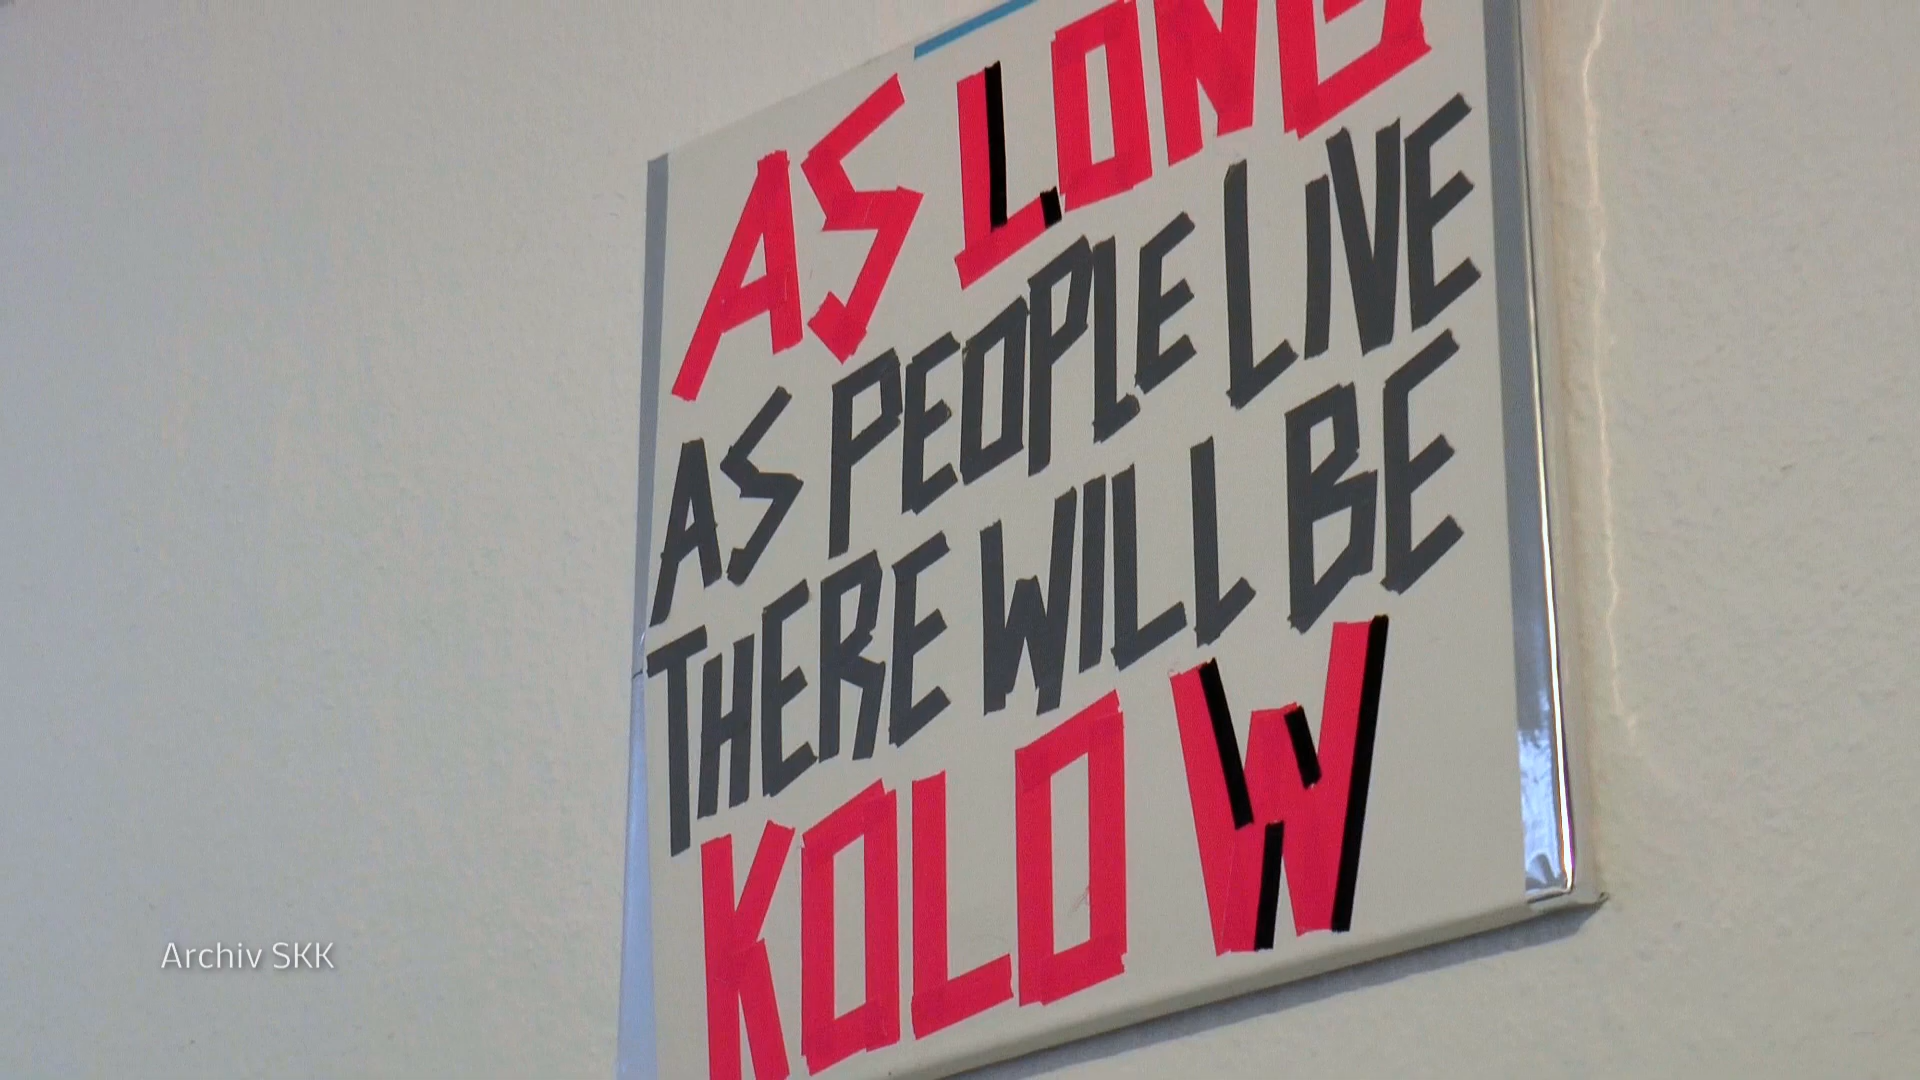 AS LONG
AS PEOPLE LIVE
THERE WILL BE
KOLO W
Archiv SKK